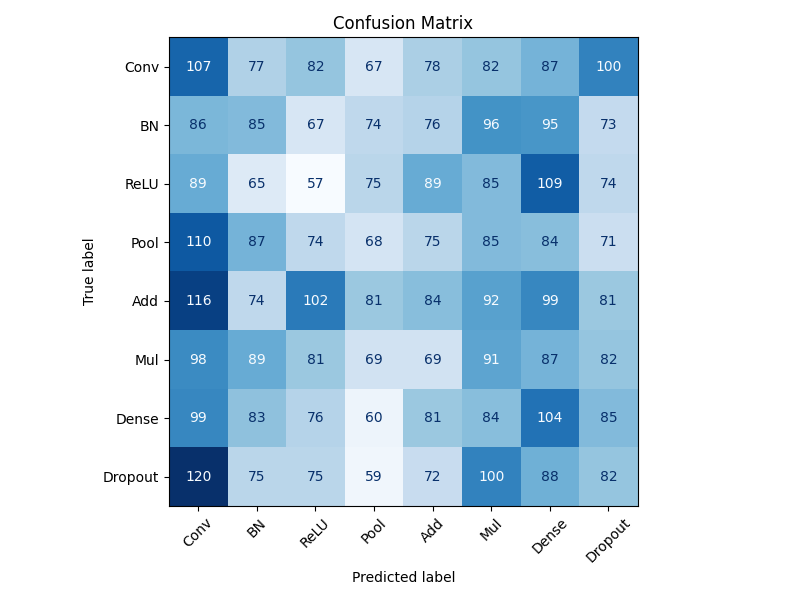 Confusion Matrix
True label
Conv 107 77 82 67 78 82 87 100
BN 86 85 67 74 76 96 95 73
ReLU 89 65 57 75 89 85 109 74
Pool 110 87 74 68 75 85 84 71
Add 116 74 102 81 84 92 99 81
Mul 98 89 81 69 69 91 87 82
Dense 99 83 76 60 81 84 104 85
Dropout 120 75 75 59 72 100 88 82
Conv BN ReLU Pool Add Mul Dense Dropout
Predicted label